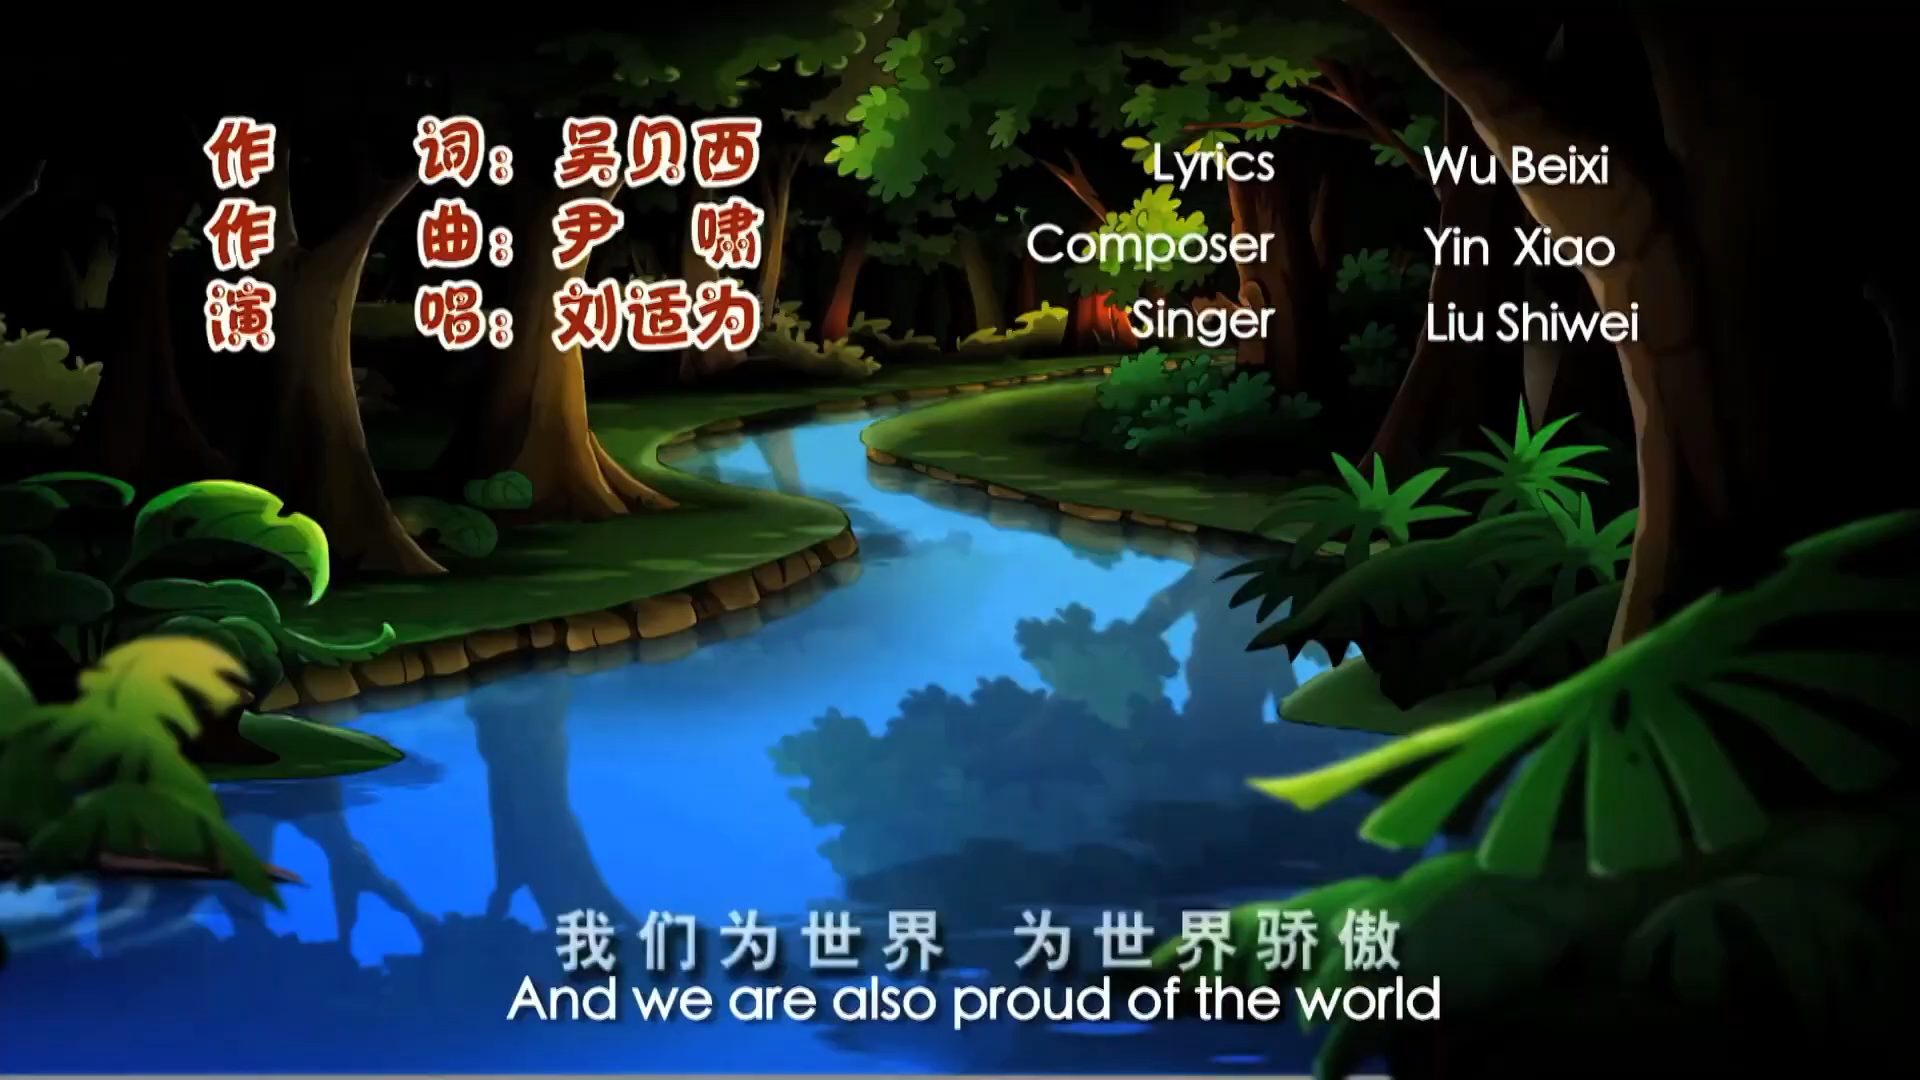 作 词：吴贝西 Lyrics Wu Beixi
作 曲：尹 啸 Composer Yin Xiao
演 唱：刘适为 Singer Liu Shiwei
我们为世界 为世界骄傲
And we are also proud of the world